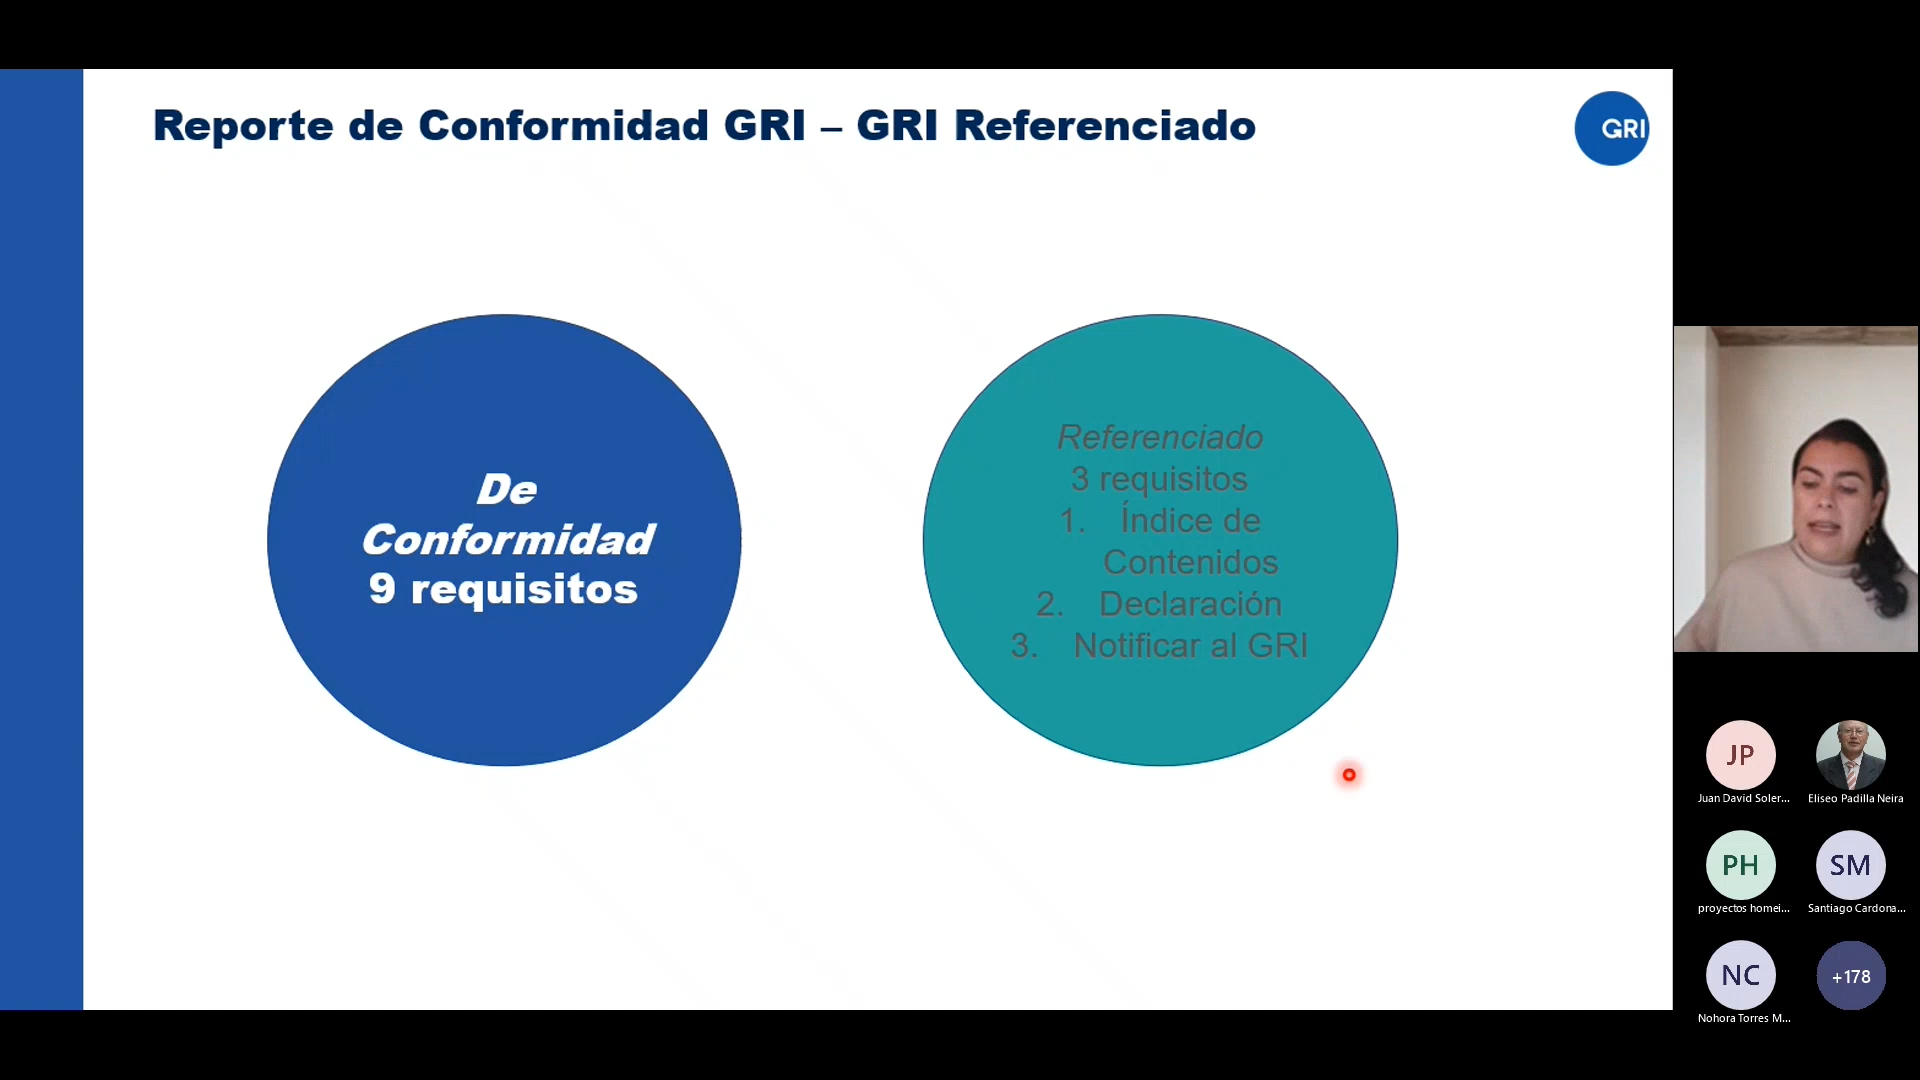 Reporte de Conformidad GRI – GRI Referenciado
GRI
De
Conformidad
9 requisitos
Referenciado
3 requisitos
1. Índice de
Contenidos
2. Declaración
3. Notificar al GRI
JP
Juan David Soler...
Eliseo Padilla Neira
PH
proyectos homei...
SM
Santiago Cardona...
NC
Nohora Torres M...
+178